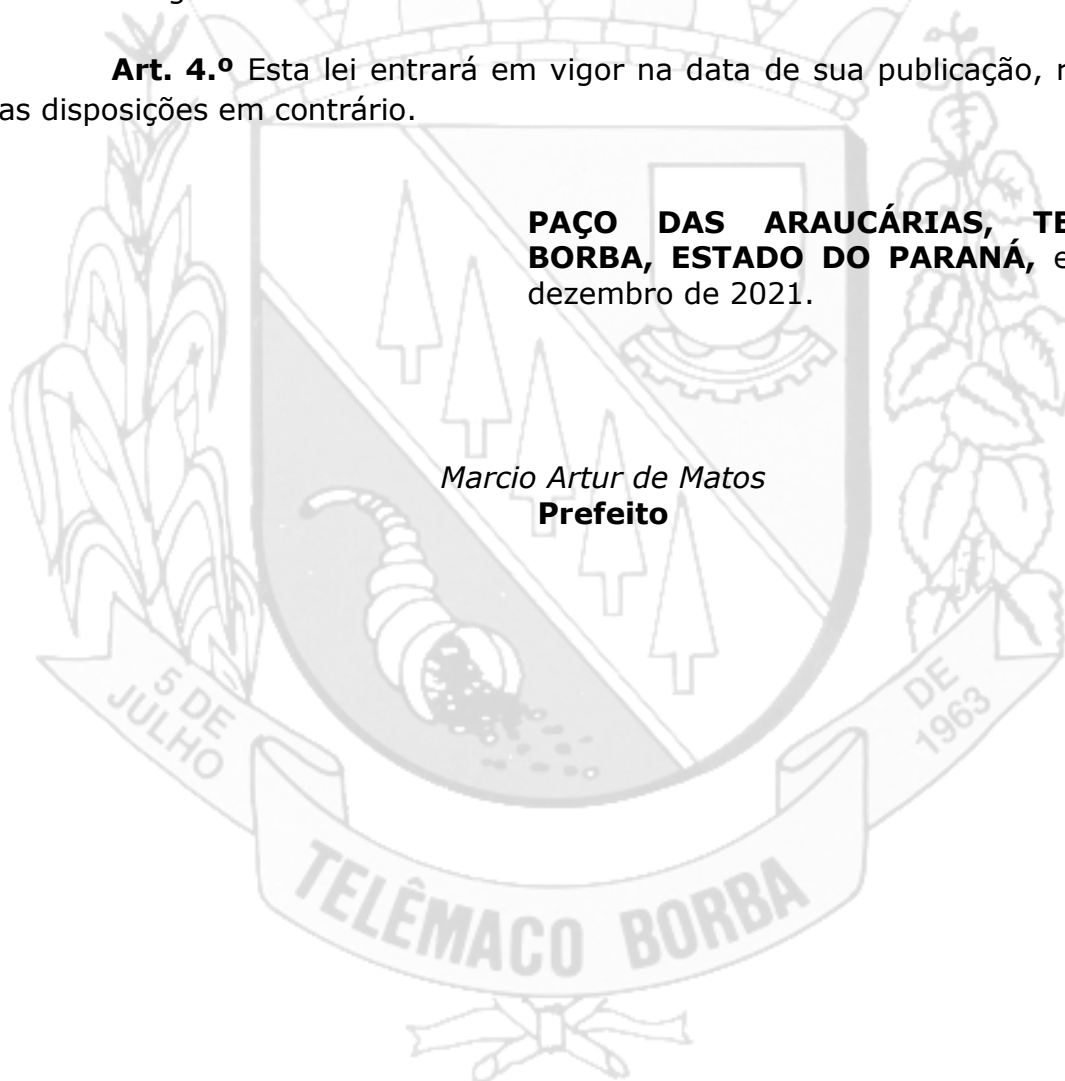 Art. 4.º Esta lei entrará em vigor na data de sua publicação,
as disposições em contrário.
PAÇO DAS ARAUCÁRIAS, TE
BORBA, ESTADO DO PARANÁ, e
dezembro de 2021.
Marcio Artur de Matos
Prefeito
5 DE
JULHO
DE
1963
TELÊMACO BORBA